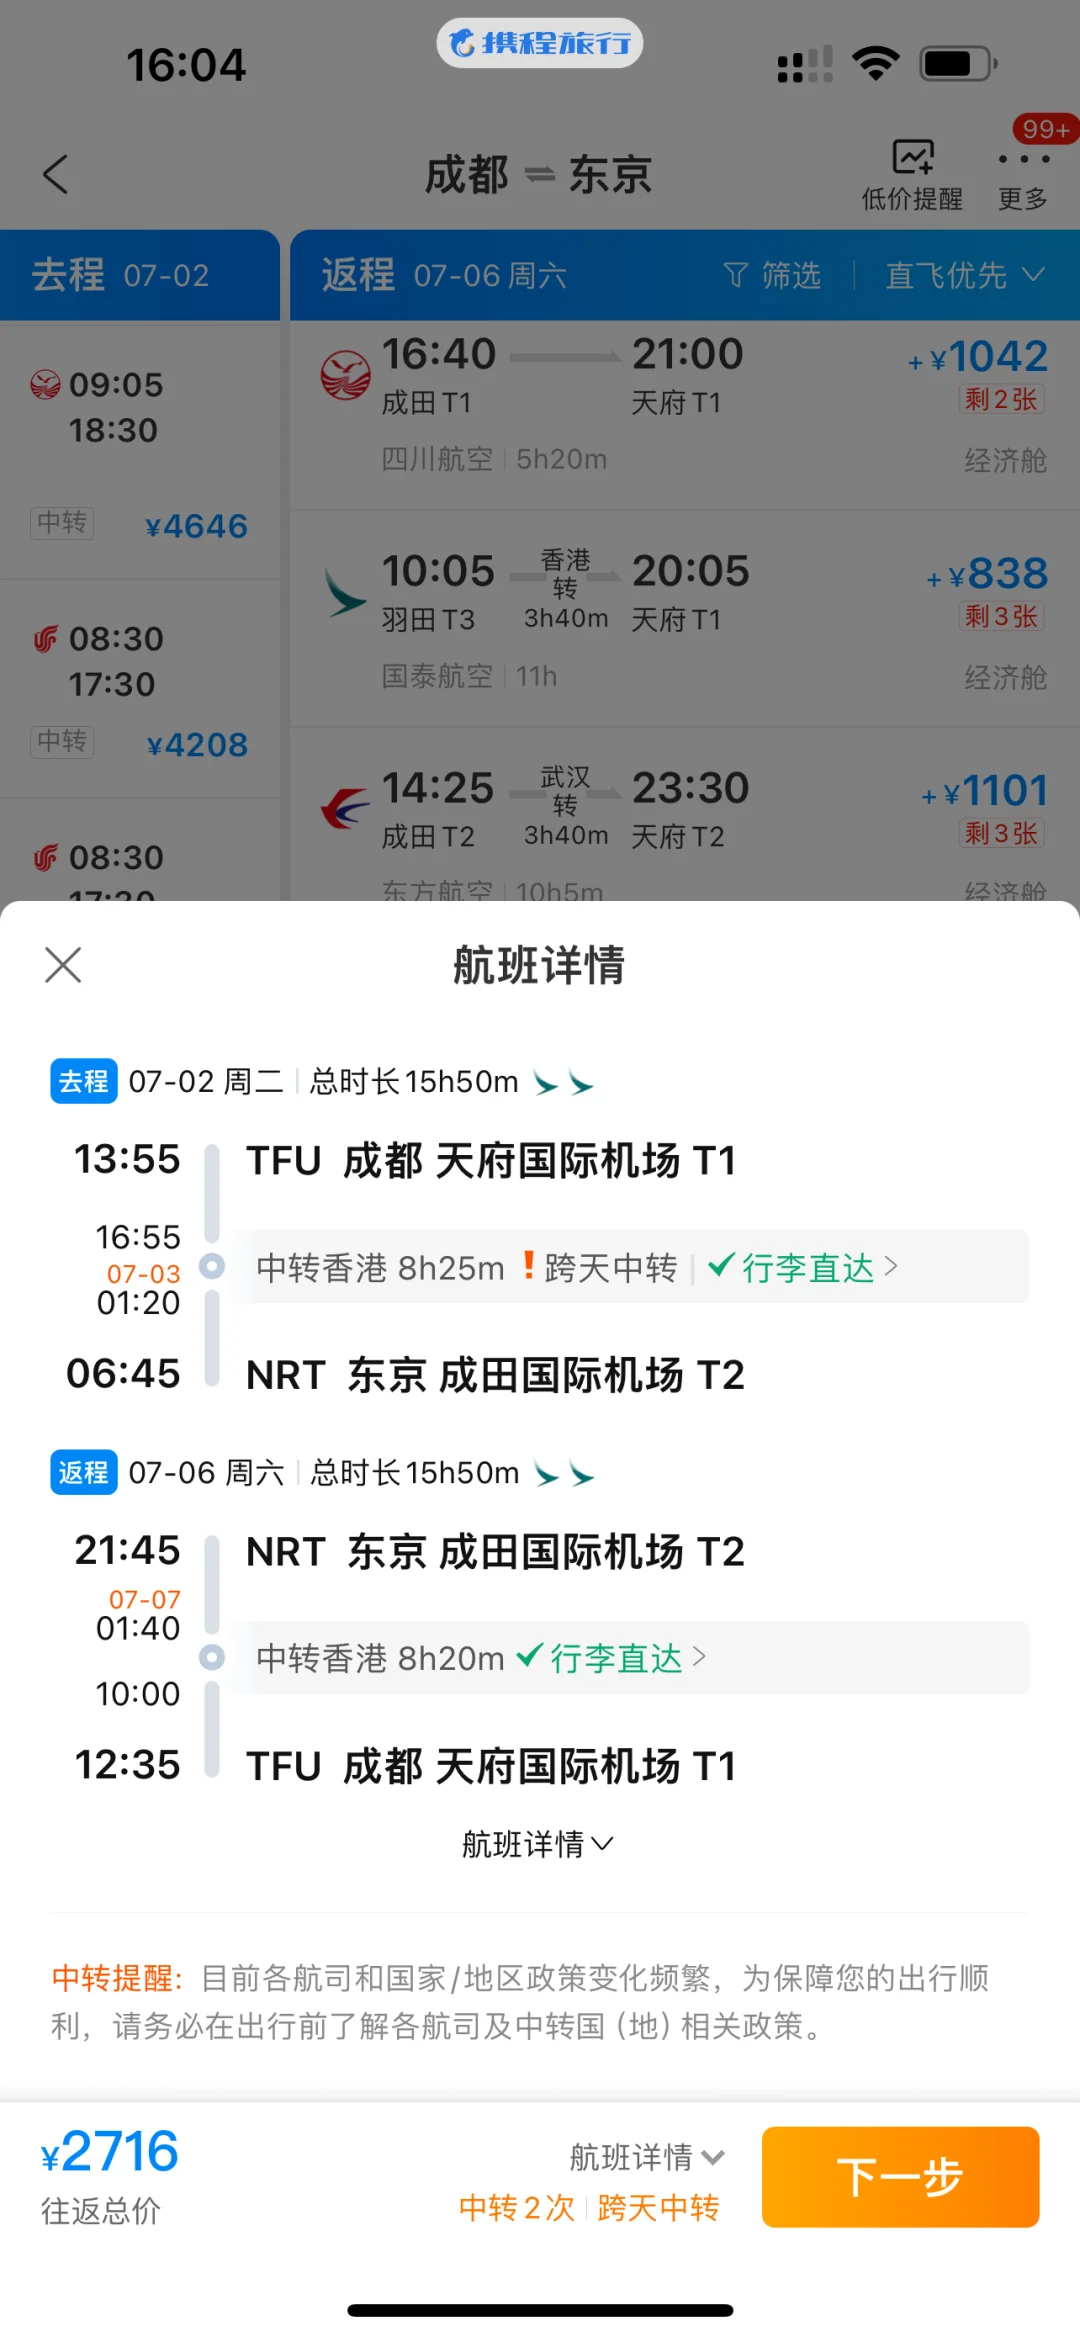 16:04
携程旅行
99+
成都 ⇌ 东京
低价提醒
更多
去程 07-02
返程 07-06 周六
筛选
直飞优先
09:05
18:30
中转
¥4646
08:30
17:30
中转
¥4208
08:30
17:30
16:40 21:00 +¥1042
成田 T1 天府 T1 剩2张
四川航空 5h20m 经济舱
10:05 香港 20:05 +¥838
转
羽田 T3 3h40m 天府 T1 剩3张
国泰航空 11h 经济舱
14:25 武汉 23:30 +¥1101
转
成田 T2 3h40m 天府 T2 剩3张
东方航空 10h5m 经济舱
航班详情
去程 07-02 周二 总时长15h50m
13:55 TFU 成都 天府国际机场 T1
16:55
中转香港 8h25m ! 跨天中转 ✓行李直达 >
07-03
01:20
06:45 NRT 东京 成田国际机场 T2
返程 07-06 周六 总时长15h50m
21:45 NRT 东京 成田国际机场 T2
07-07
01:40
中转香港 8h20m ✓行李直达 >
10:00
12:35 TFU 成都 天府国际机场 T1
航班详情
中转提醒: 目前各航司和国家/地区政策变化频繁，为保障您的出行顺
利，请务必在出行前了解各航司及中转国（地）相关政策。
¥2716
往返总价
航班详情
中转2次 跨天中转
下一步